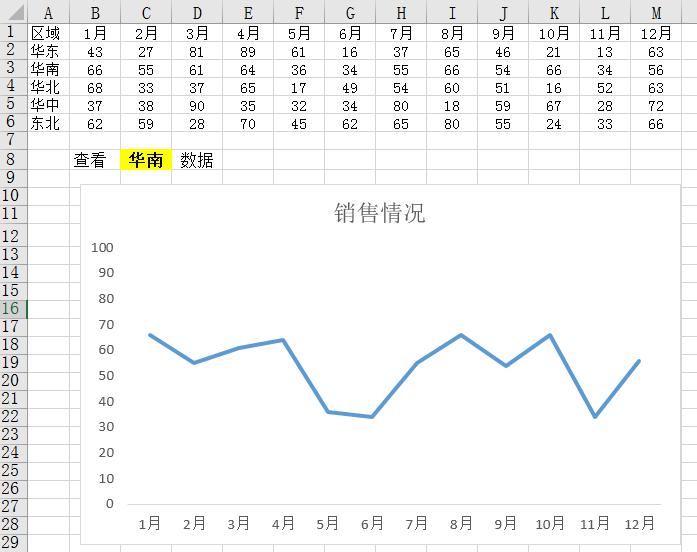 A B C D E F G H I J K L M
1 区域 1月 2月 3月 4月 5月 6月 7月 8月 9月 10月 11月 12月
2 华东 43 27 81 89 61 16 37 65 46 21 13 63
3 华南 66 55 61 64 36 34 55 66 54 66 34 56
4 华北 68 33 37 65 17 49 54 60 51 16 52 63
5 华中 37 38 90 35 32 34 80 18 59 67 28 72
6 东北 62 59 28 70 45 62 65 80 55 24 33 66
7
8 查看 华南 数据
9
10
11 销售情况
12
13 100
14 90
15 80
16
17 70
18 60
19
20 50
21 40
22
23 30
24 20
25
26 10
27 0
28 1月 2月 3月 4月 5月 6月 7月 8月 9月 10月 11月 12月
29